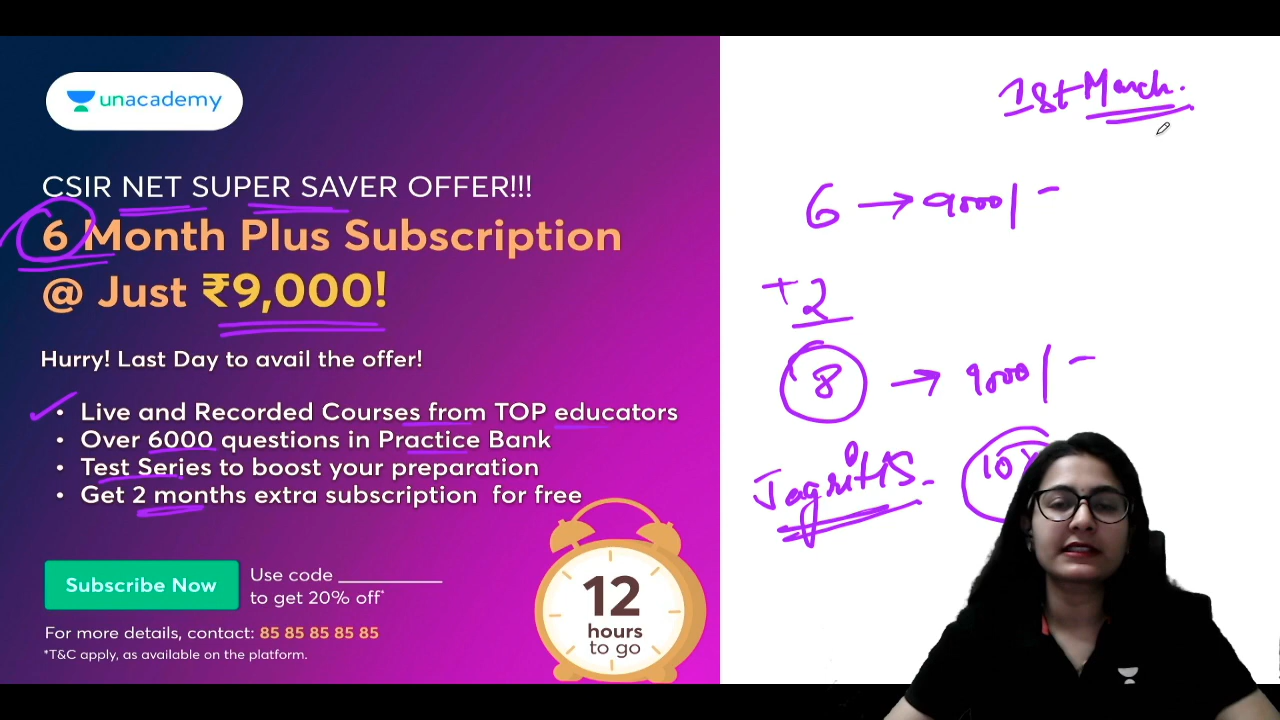 unacademy
CSIR NET SUPER SAVER OFFER!!!
6 Month Plus Subscription
@ Just ₹9,000!
Hurry! Last Day to avail the offer!
• Live and Recorded Courses from TOP educators
• Over 6000 questions in Practice Bank
• Test Series to boost your preparation
• Get 2 months extra subscription for free
Subscribe Now
Use code __________
to get 20% off*
For more details, contact: 85 85 85 85 85
*T&C apply, as available on the platform.
12
hours
to go
1st March.
6 → 9000/-
+2
8 → 9000/-
JagritiS.